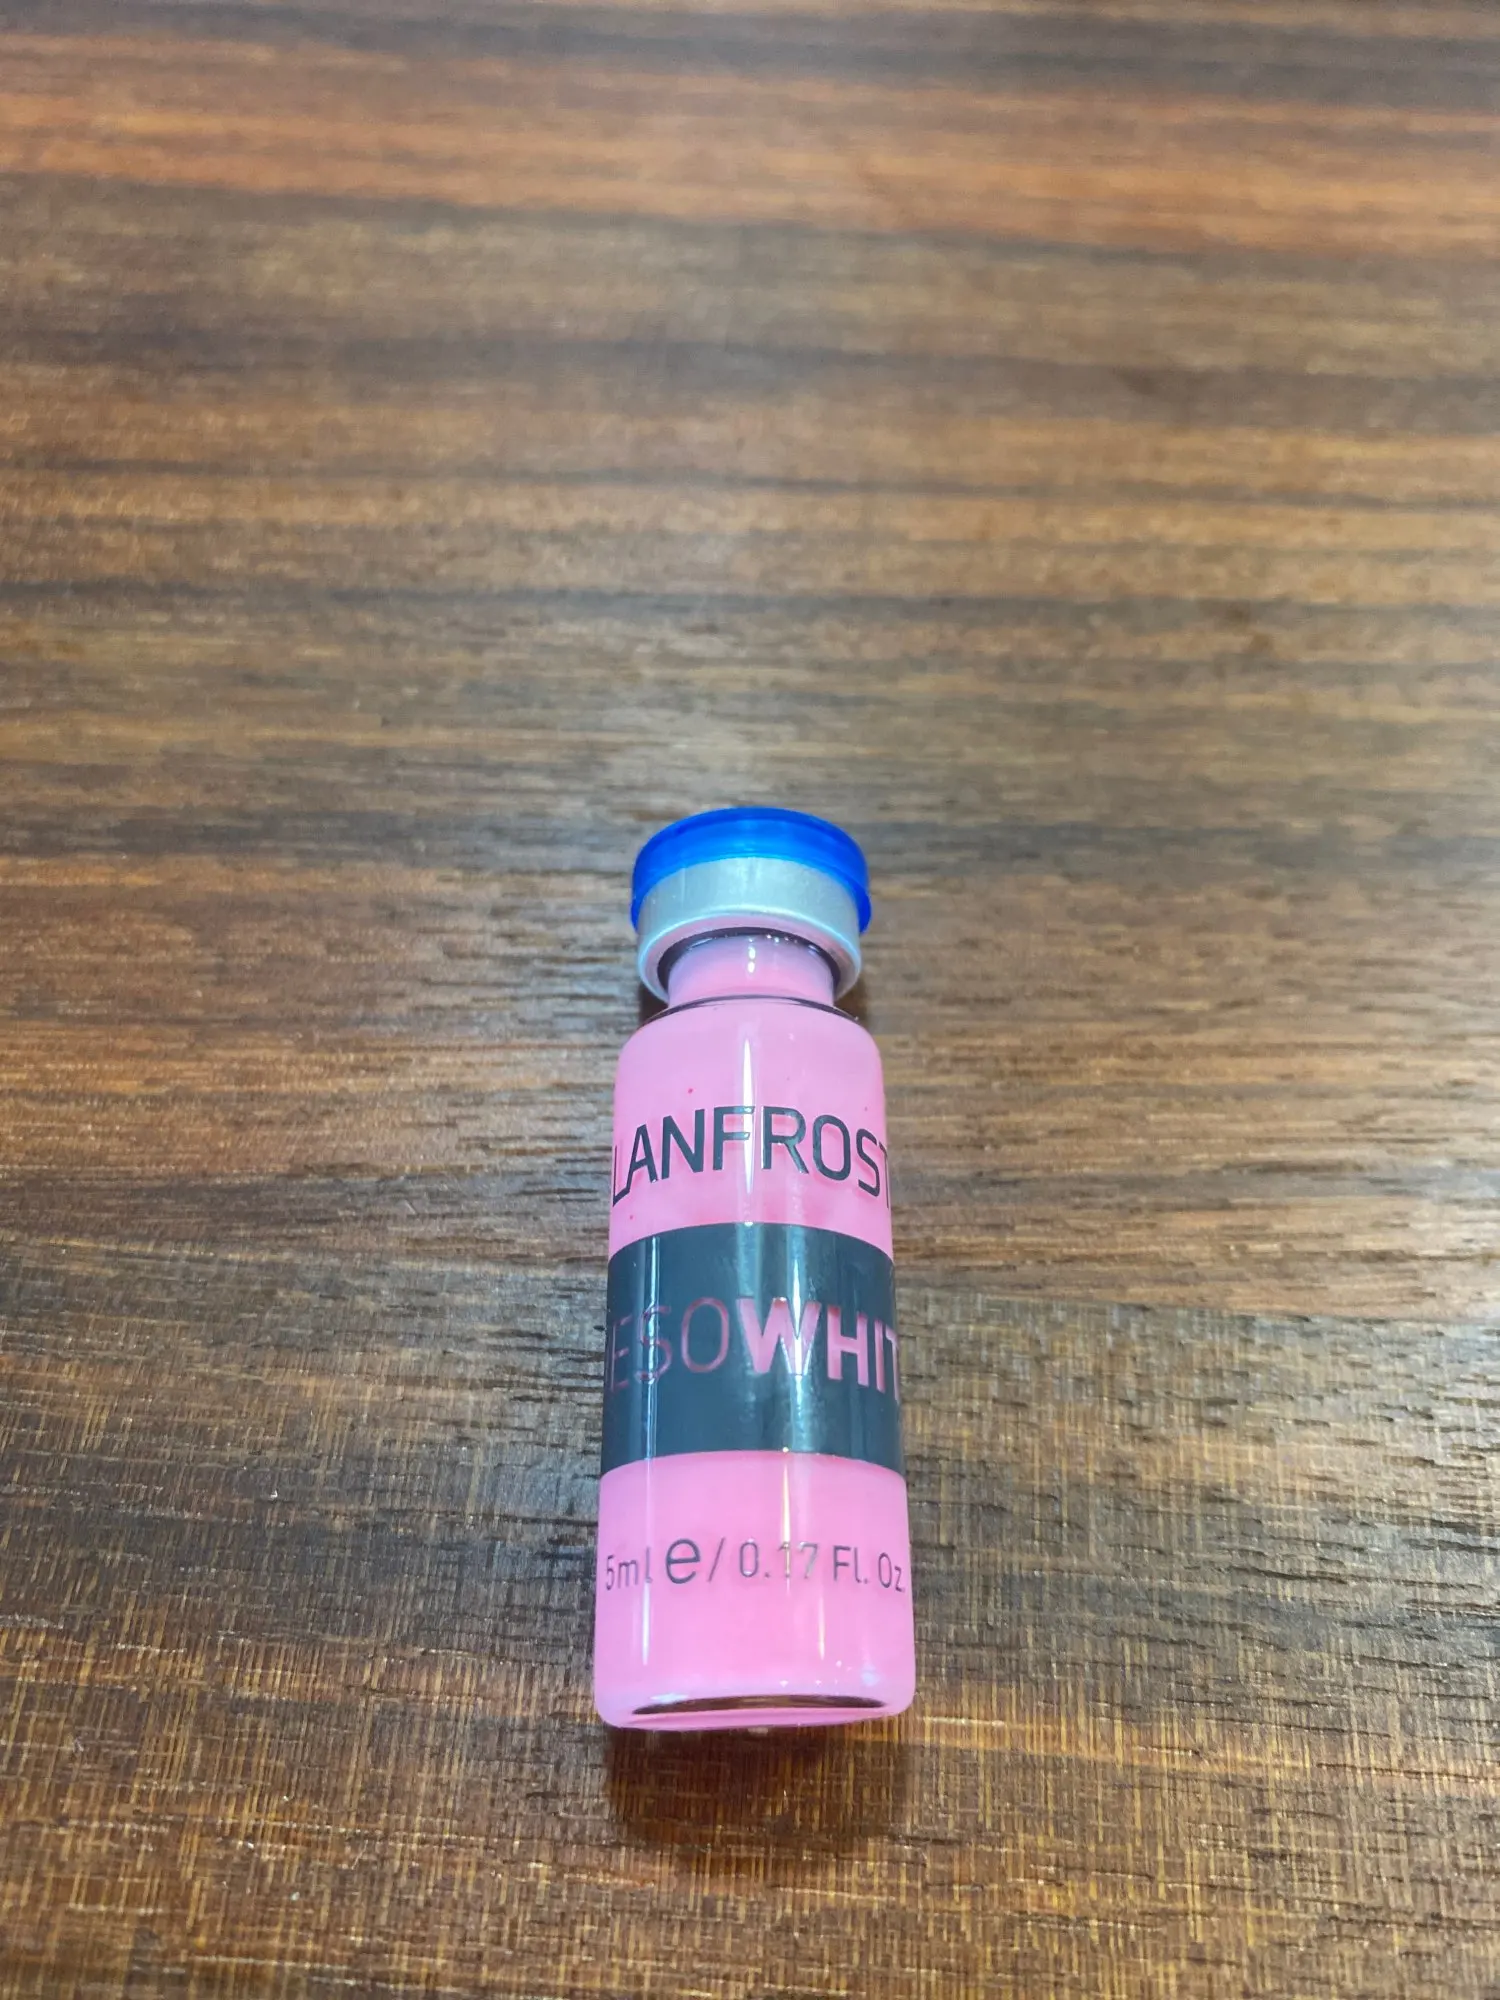 LANFROST
ESOWHIT
5ml e / 0.17 Fl. Oz